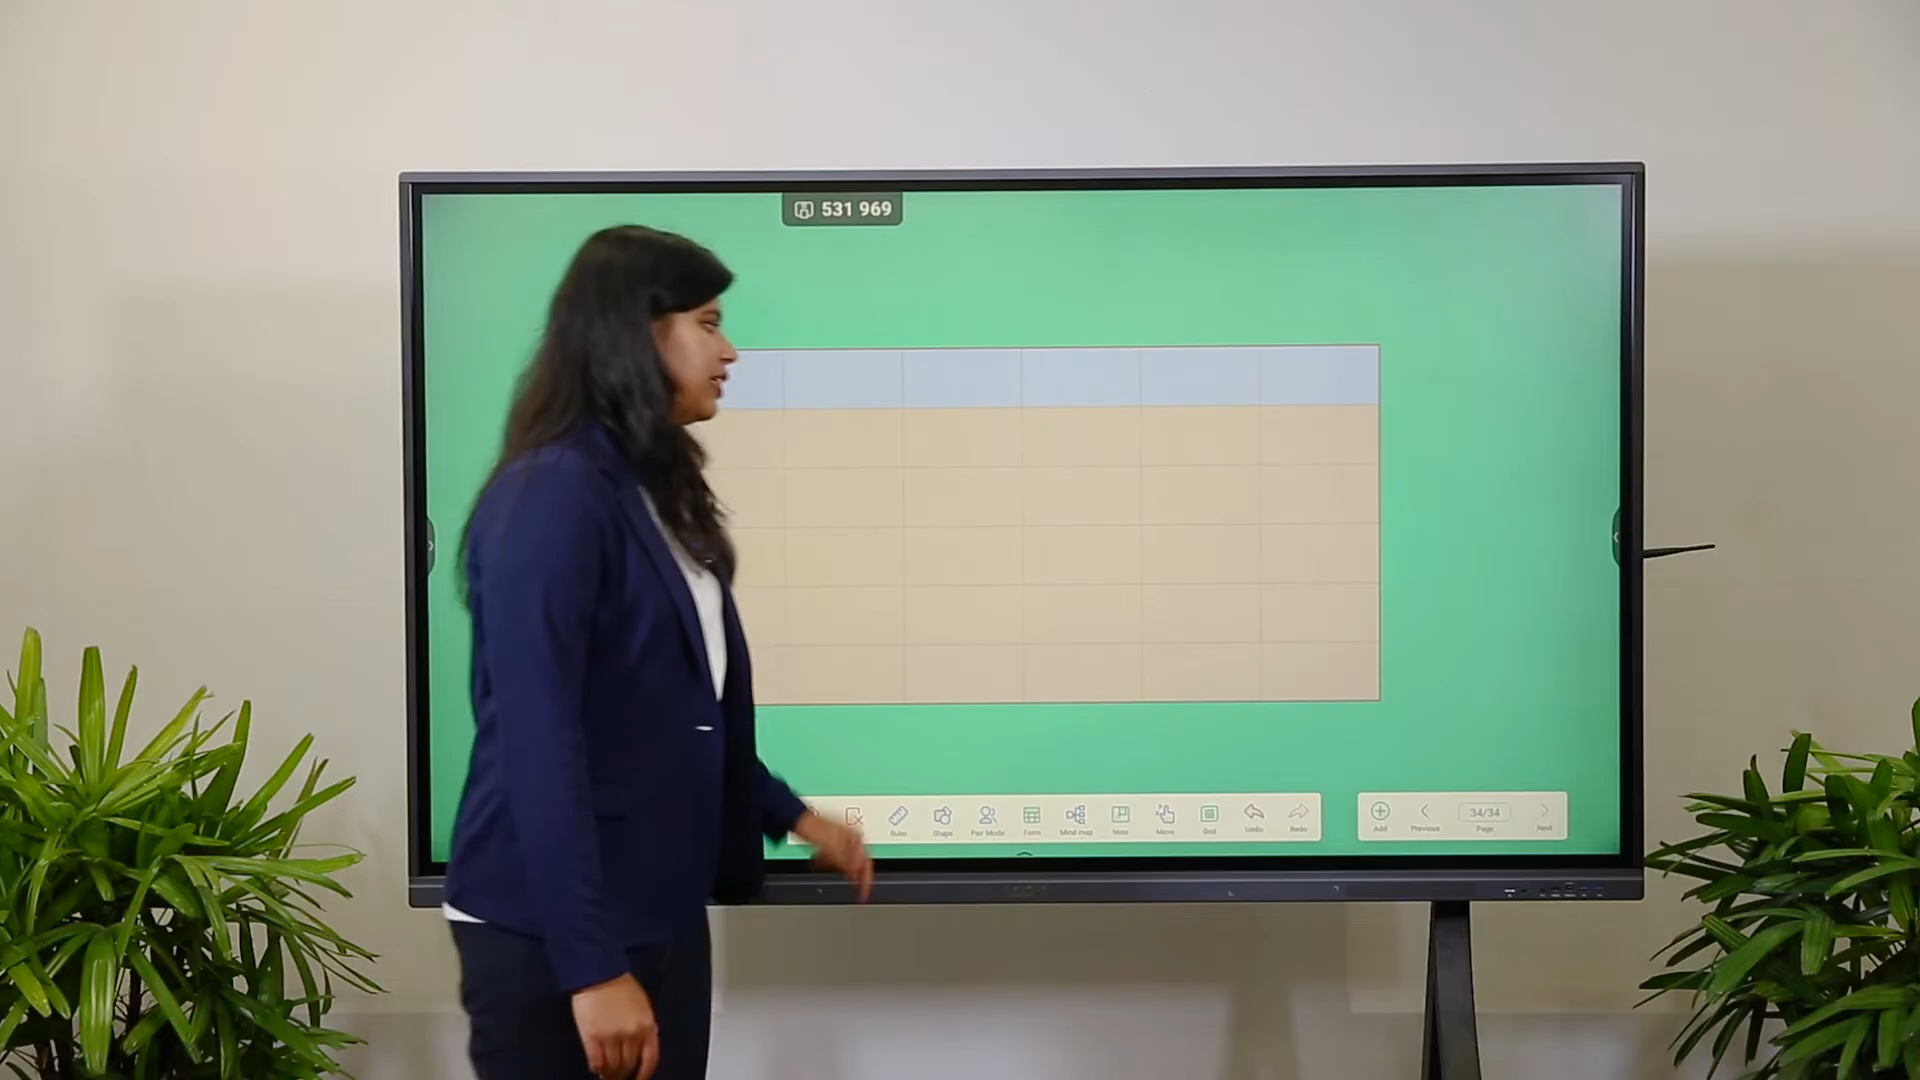 531 969
Ruler Shape Pair Mode Form Mind map Note Move Grid Undo Redo
Add Previous 34/34 Page Next